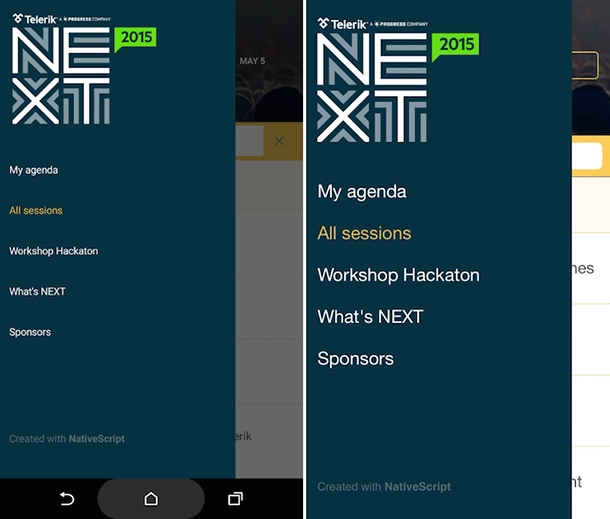 Telerik A PROGRESS COMPANY
NEXT
2015
MAY 5
My agenda
All sessions
Workshop Hackaton
What's NEXT
Sponsors
erik
Created with NativeScript
Telerik A PROGRESS COMPANY
NEXT
2015
My agenda
All sessions
nes
Workshop Hackaton
What's NEXT
Sponsors
Created with NativeScript
nt